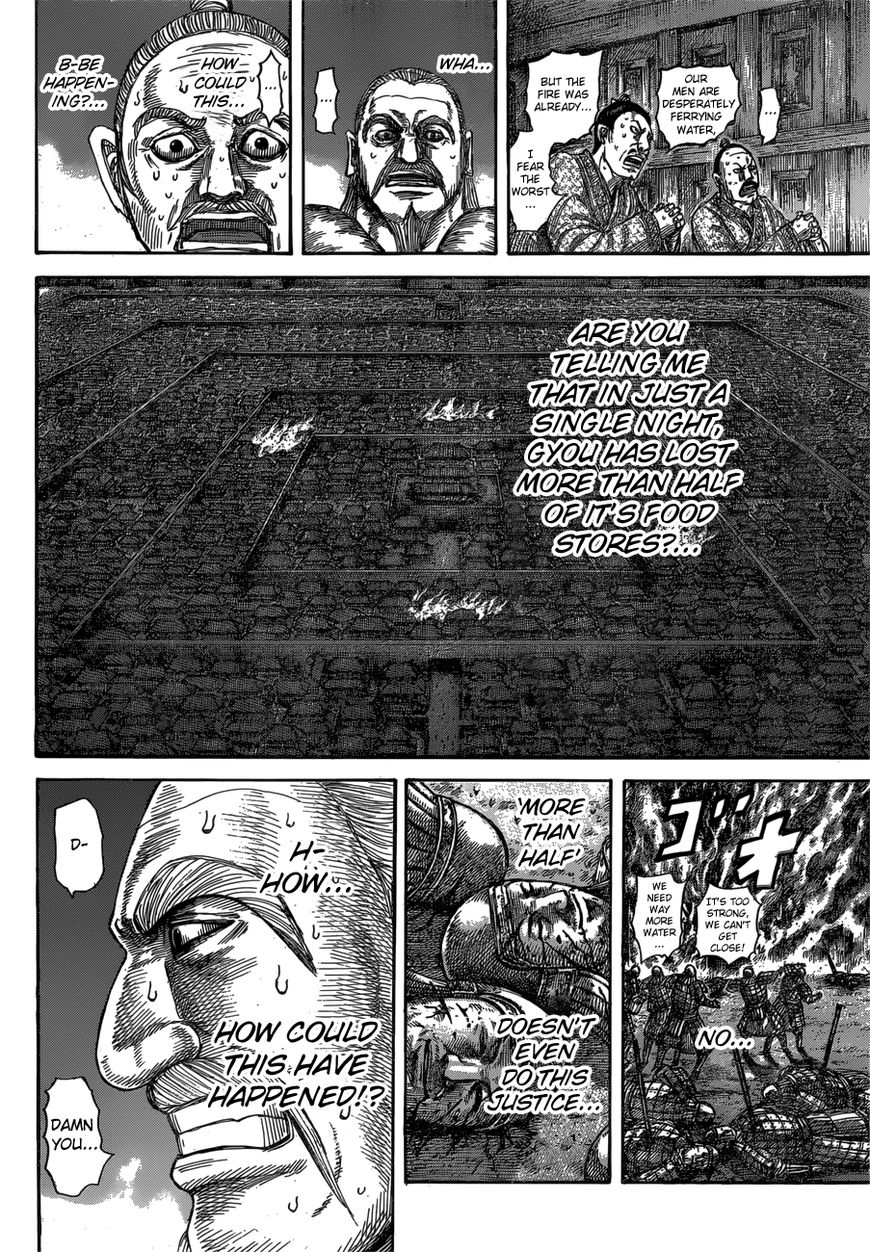 ...
OUR
MEN ARE
DESPERATELY
FERRYING
WATER,
BUT THE
FIRE WAS
ALREADY...
I
FEAR
THE
WORST
...
WHA...
...
...
HOW
COULD
THIS...
B-BE
HAPPEN-
ING?...
ARE YOU
TELLING ME
THAT IN JUST A
SINGLE NIGHT,
GYOU HAS LOST
MORE THAN HALF
OF IT'S FOOD
STORES?...
ゴオ
IT'S TOO
STRONG,
WE CAN'T
GET
CLOSE!
WE
NEED
WAY
MORE
WATER
...
NO...
'MORE
THAN
HALF'
DOESN'T
EVEN
DO THIS
JUSTICE...
H-
HOW...
HOW COULD
THIS HAVE
HAPPENED!?
D-
DAMN
YOU...